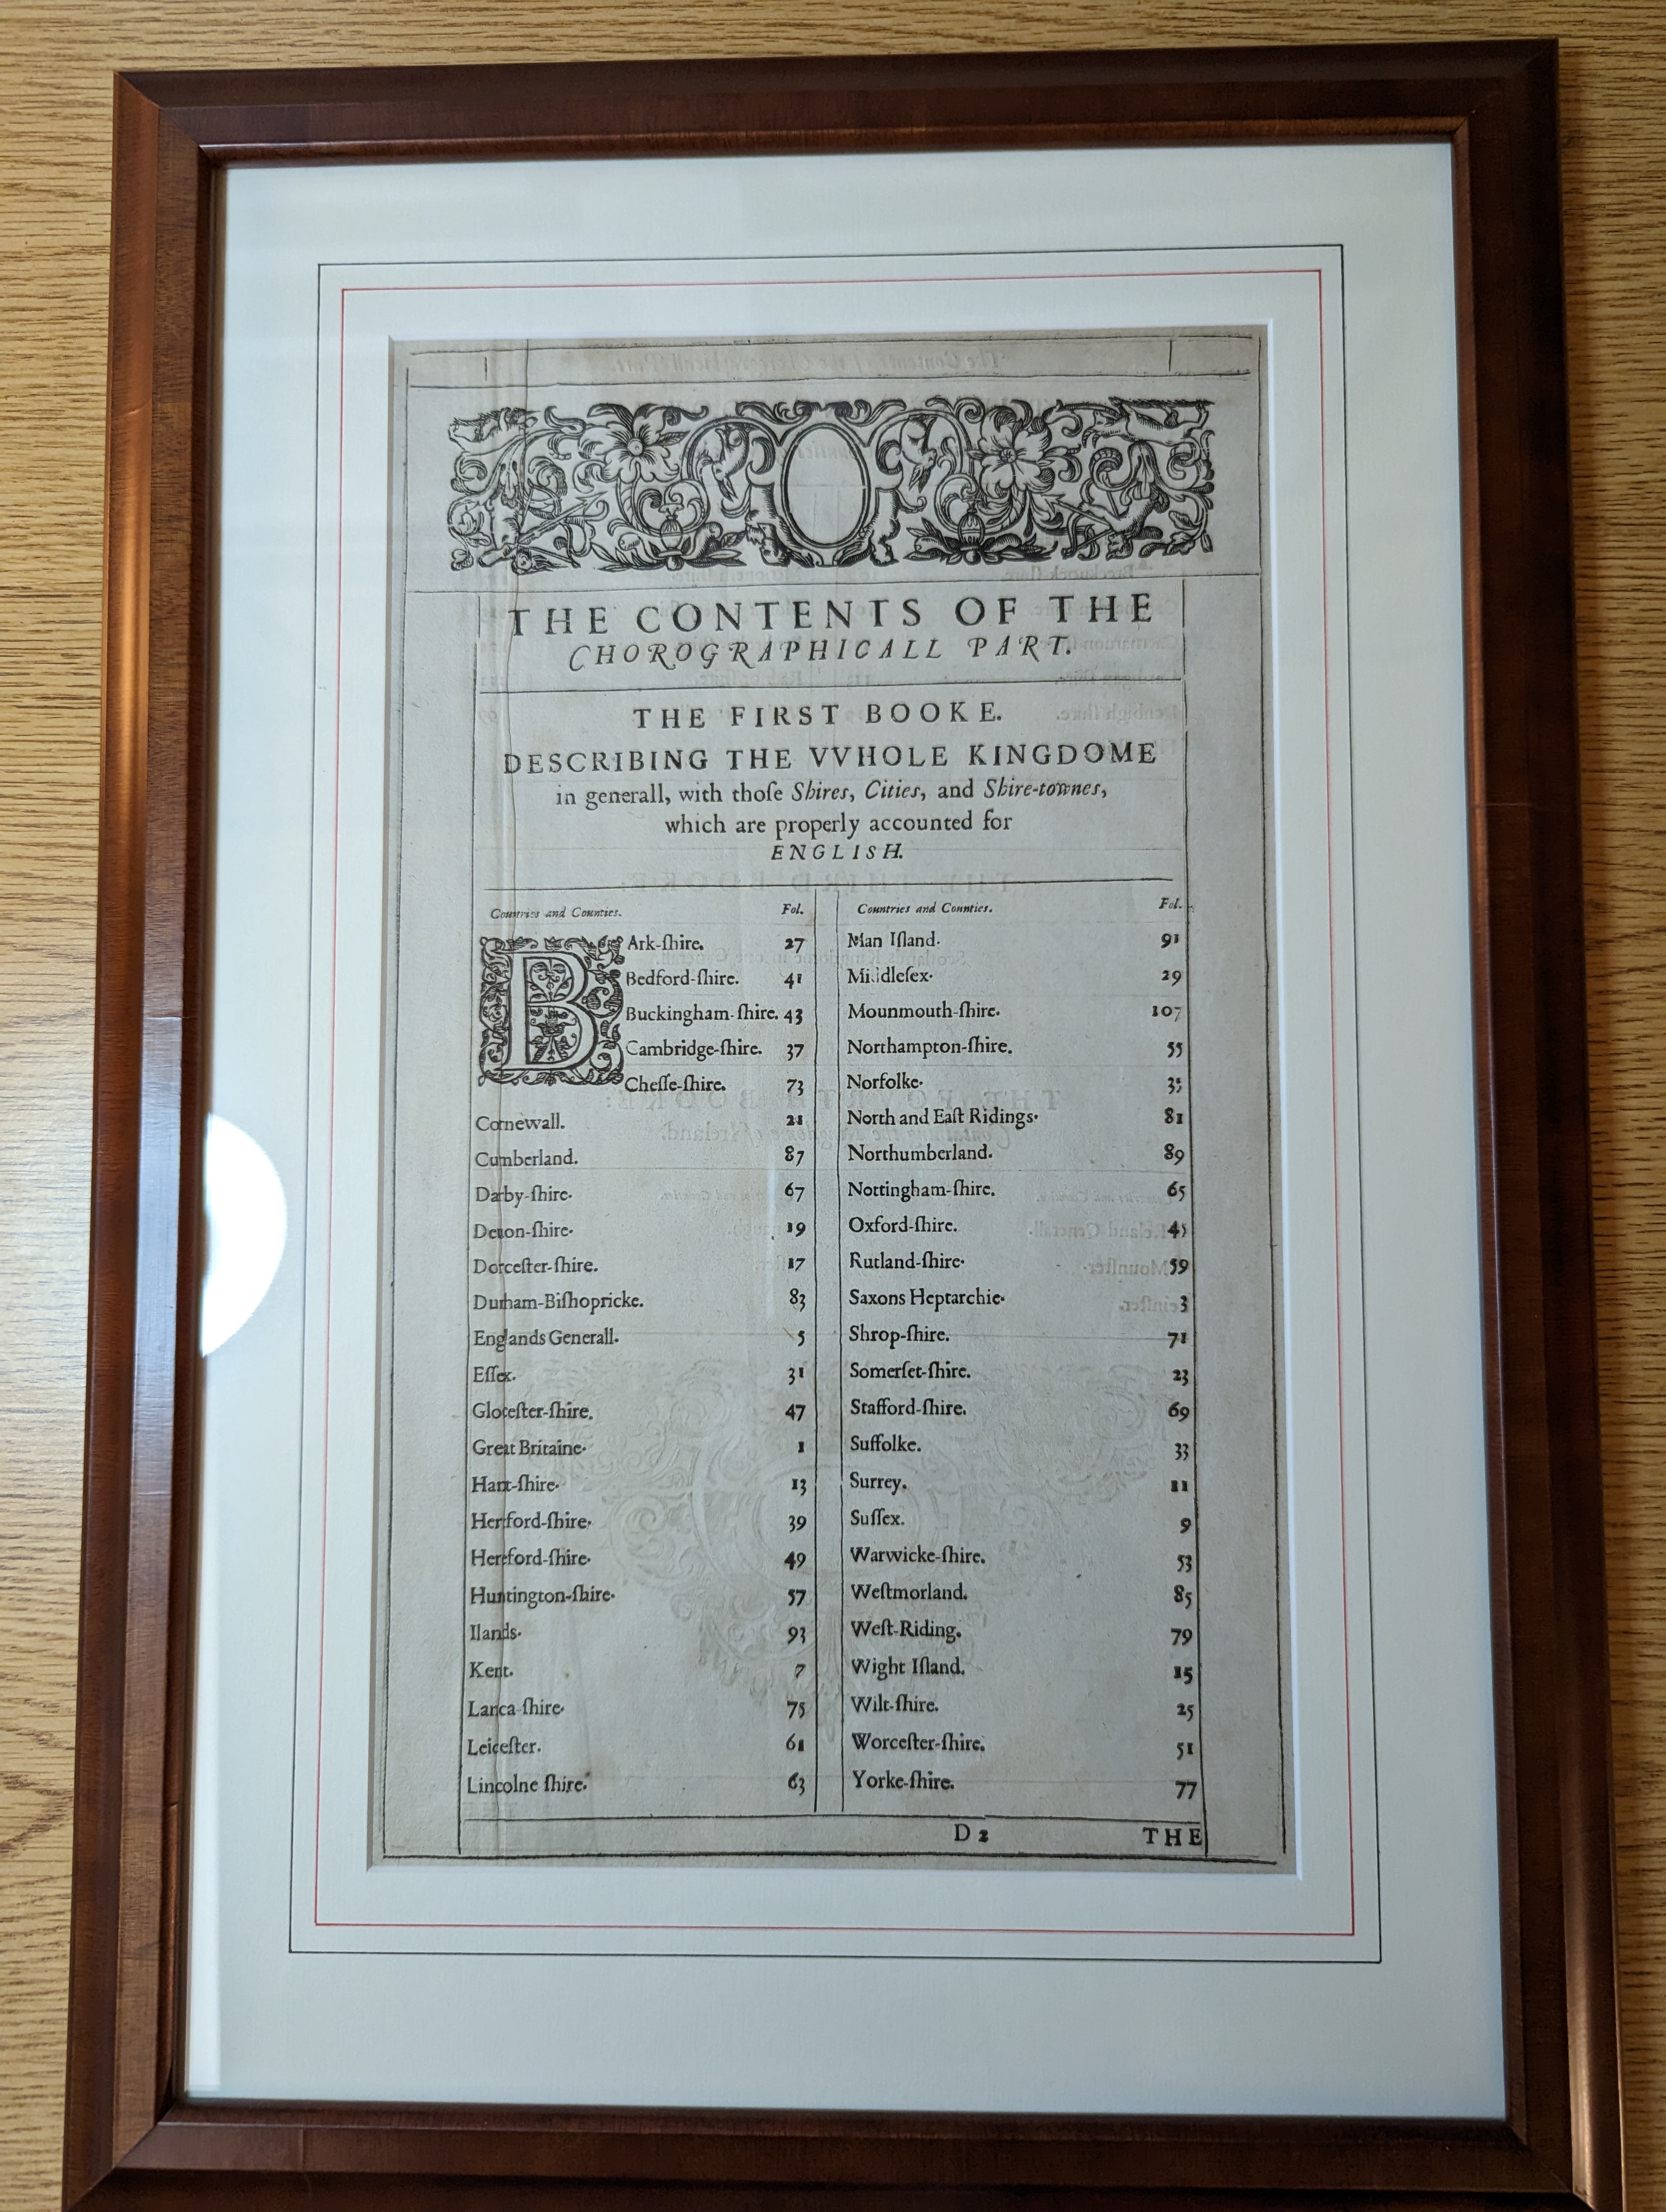 THE CONTENTS OF THE
CHOROGRAPHICALL PART.
THE FIRST BOOKE.
DESCRIBING THE VVHOLE KINGDOME
in generall, with thoſe Shires, Cities, and Shire-townes,
which are properly accounted for
ENGLISH.
Countries and Counties. Fol.
BArk-ſhire. 27
Bedford-ſhire. 41
Buckingham-ſhire. 43
Cambridge-ſhire. 37
Cheſſe-ſhire. 73
Cornewall. 21
Cumberland. 87
Darby-ſhire. 67
Deuon-ſhire. 19
Dorceſter-ſhire. 17
Durham-Biſhopricke. 83
Englands Generall. 5
Eſſex. 31
Gloceſter-ſhire. 47
Great Britaine. 1
Hant-ſhire. 13
Hertford-ſhire. 39
Hereford-ſhire. 49
Huntington-ſhire. 57
Ilands. 93
Kent. 7
Lanca-ſhire. 75
Leiceſter. 61
Lincolne ſhire. 63
Countries and Counties. Fol.
Man Iſland. 91
Middleſex. 29
Mounmouth-ſhire. 107
Northampton-ſhire. 55
Norfolke. 35
North and Eaſt Ridings. 81
Northumberland. 89
Nottingham-ſhire. 65
Oxford-ſhire. 45
Rutland-ſhire. 59
Saxons Heptarchie. 3
Shrop-ſhire. 71
Somerſet-ſhire. 23
Stafford-ſhire. 69
Suffolke. 33
Surrey. 11
Suſſex. 9
Warwicke-ſhire. 53
Weſtmorland. 85
Weſt-Riding. 79
Wight Iſland. 15
Wilt-ſhire. 25
Worceſter-ſhire. 51
Yorke-ſhire. 77
D 2 THE